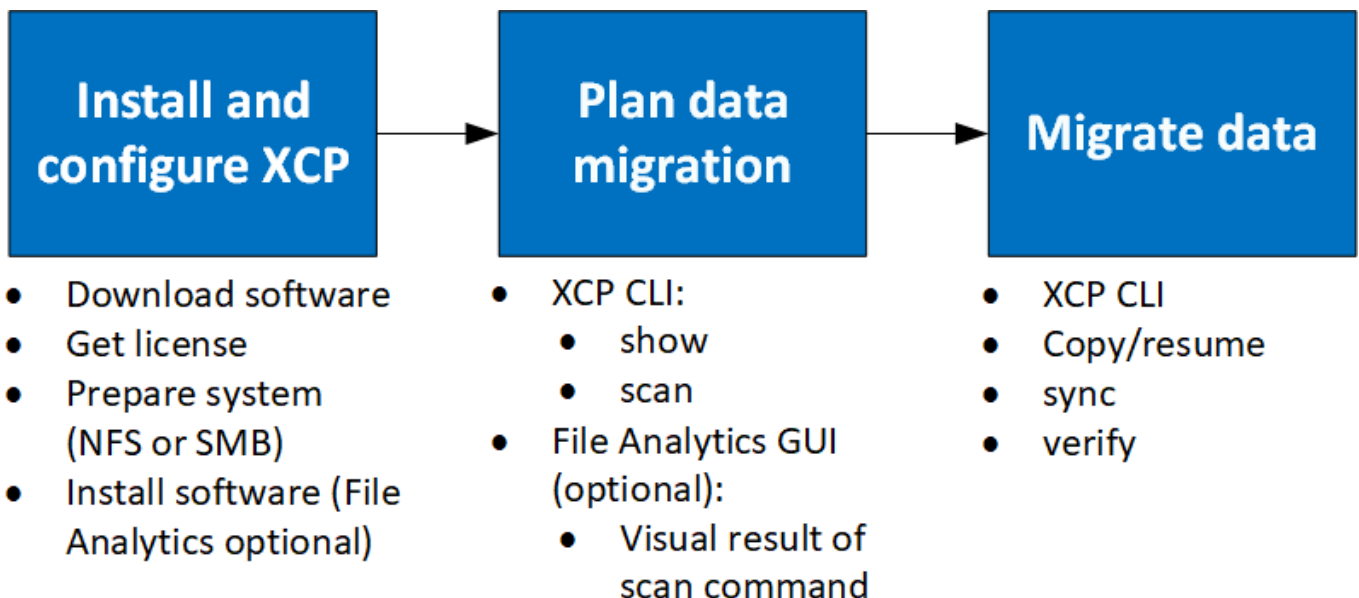 Install and
configure XCP
Plan data
migration
Migrate data
● Download software
● Get license
● Prepare system
(NFS or SMB)
● Install software (File
Analytics optional)
● XCP CLI:
● show
● scan
● File Analytics GUI
(optional):
● Visual result of
scan command
● XCP CLI
● Copy/resume
● sync
● verify